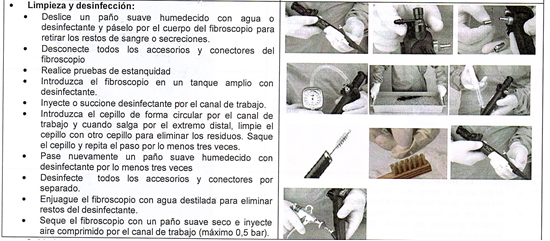 • Limpieza y desinfección:
• Deslice un paño suave humedecido con agua o
desinfectante y páselo por el cuerpo del fibroscopio para
retirar los restos de sangre o secreciones.
• Desconecte todos los accesorios y conectores del
fibroscopio
• Realice pruebas de estanquidad
• Introduzca el fibroscopio en un tanque amplio con
desinfectante.
• Inyecte o succione desinfectante por el canal de trabajo.
• Introduzca el cepillo de forma circular por el canal de
trabajo y cuando salga por el extremo distal, limpie el
cepillo con otro cepillo para eliminar los residuos. Saque
el cepillo y repita el paso por lo menos tres veces.
• Pase nuevamente un paño suave humedecido con
desinfectante por lo menos tres veces
• Desinfecte todos los accesorios y conectores por
separado.
• Enjuague el fibroscopio con agua destilada para eliminar
restos del desinfectante.
• Seque el fibroscopio con un paño suave seco e inyecte
aire comprimido por el canal de trabajo (máximo 0,5 bar).